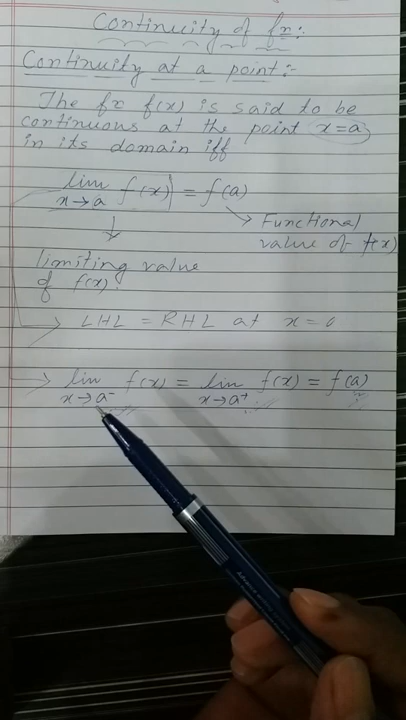 Continuity of fx:-
Continuity at a point:-
The fx f(x) is said to be
continuous at the point x=a,
in its domain iff
lim f(x) = f(a)
x→a
Functional
value of f(x)
limiting value
of f(x).
LHL = RHL at x=
lim f(x) = lim f(x) = f(a)
x→a⁻ x→a⁺